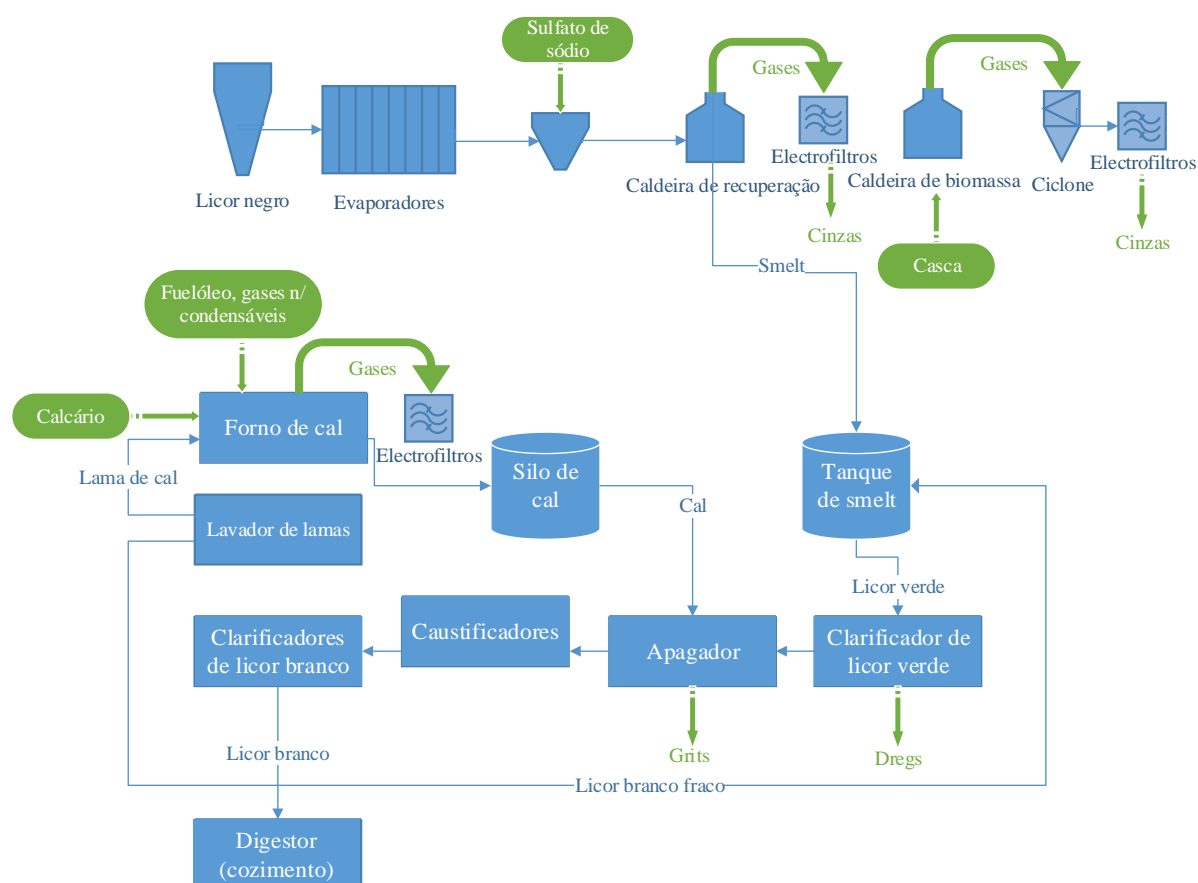 Sulfato de
sódio
Gases
Gases
Licor negro
Evaporadores
Electrofiltros
Caldeira de recuperação
Caldeira de biomassa
Ciclone
Electrofiltros
Cinzas
Cinzas
Smelt
Casca
Fuelóleo, gases n/
condensáveis
Gases
Calcário
Forno de cal
Electrofiltros
Lama de cal
Silo de
cal
Tanque
de smelt
Cal
Lavador de lamas
Licor verde
Clarificadores
de licor branco
Caustificadores
Apagador
Clarificador de
licor verde
Licor branco
Grits
Dregs
Licor branco fraco
Digestor
(cozimento)